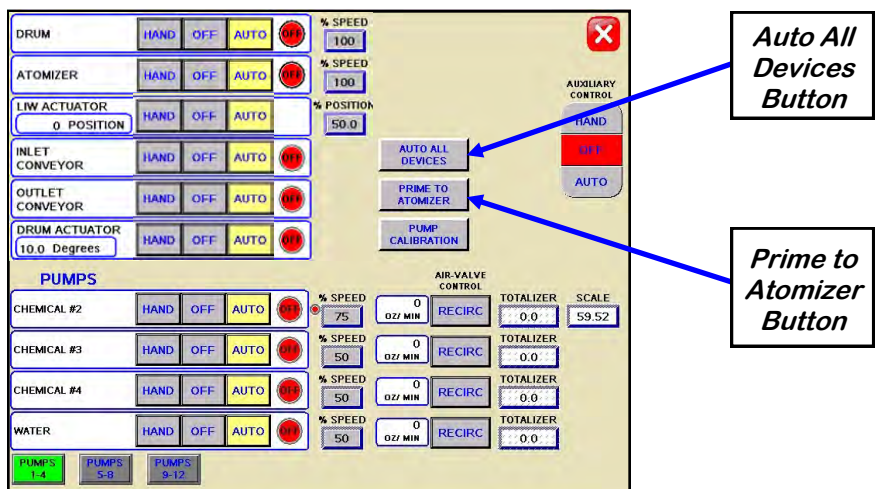 DRUM
HAND OFF AUTO OFF
% SPEED
100
ATOMIZER
HAND OFF AUTO OFF
% SPEED
100
LIW ACTUATOR
0 POSITION
HAND OFF AUTO
% POSITION
50.0
INLET
CONVEYOR
HAND OFF AUTO OFF
OUTLET
CONVEYOR
HAND OFF AUTO OFF
DRUM ACTUATOR
10.0 Degrees
HAND OFF AUTO OFF
AUTO ALL
DEVICES
PRIME TO
ATOMIZER
PUMP
CALIBRATION
AUXILIARY
CONTROL
HAND
OFF
AUTO
Auto All
Devices
Button
Prime to
Atomizer
Button
PUMPS
AIR-VALVE
CONTROL
CHEMICAL #2
HAND OFF AUTO OFF
% SPEED
75
0
OZ/ MIN
RECIRC
TOTALIZER
0.0
SCALE
59.52
CHEMICAL #3
HAND OFF AUTO OFF
% SPEED
50
0
OZ/ MIN
RECIRC
TOTALIZER
0.0
CHEMICAL #4
HAND OFF AUTO OFF
% SPEED
50
0
OZ/ MIN
RECIRC
TOTALIZER
0.0
WATER
HAND OFF AUTO OFF
% SPEED
50
0
OZ/ MIN
RECIRC
TOTALIZER
0.0
PUMPS
1-4
PUMPS
5-8
PUMPS
9-12